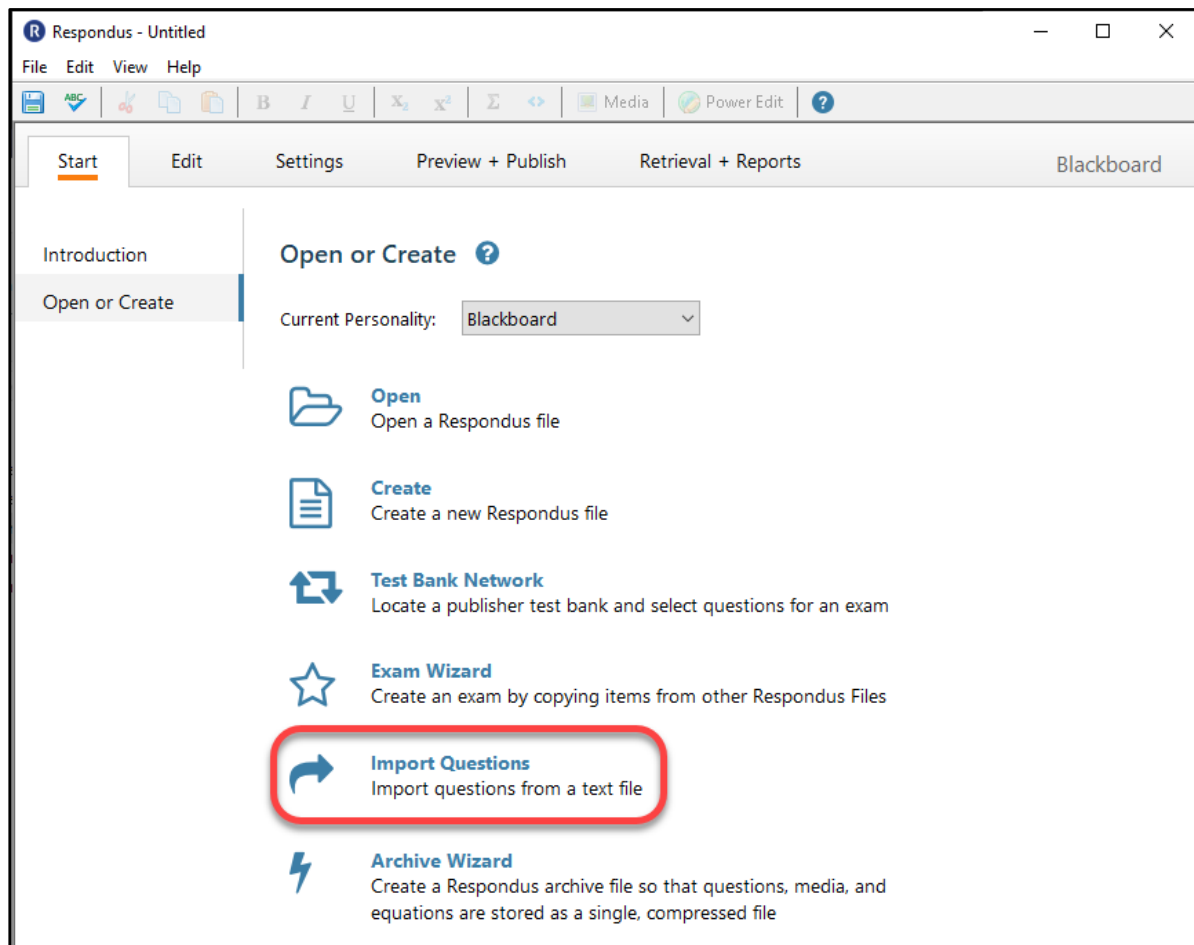 R Respondus - Untitled
File Edit View Help
ABC B I U X₂ x² Σ <> Media Power Edit ?
Start Edit Settings Preview + Publish Retrieval + Reports Blackboard
Introduction
Open or Create
Open or Create ?
Current Personality: Blackboard
Open
Open a Respondus file
Create
Create a new Respondus file
Test Bank Network
Locate a publisher test bank and select questions for an exam
Exam Wizard
Create an exam by copying items from other Respondus Files
Import Questions
Import questions from a text file
Archive Wizard
Create a Respondus archive file so that questions, media, and
equations are stored as a single, compressed file